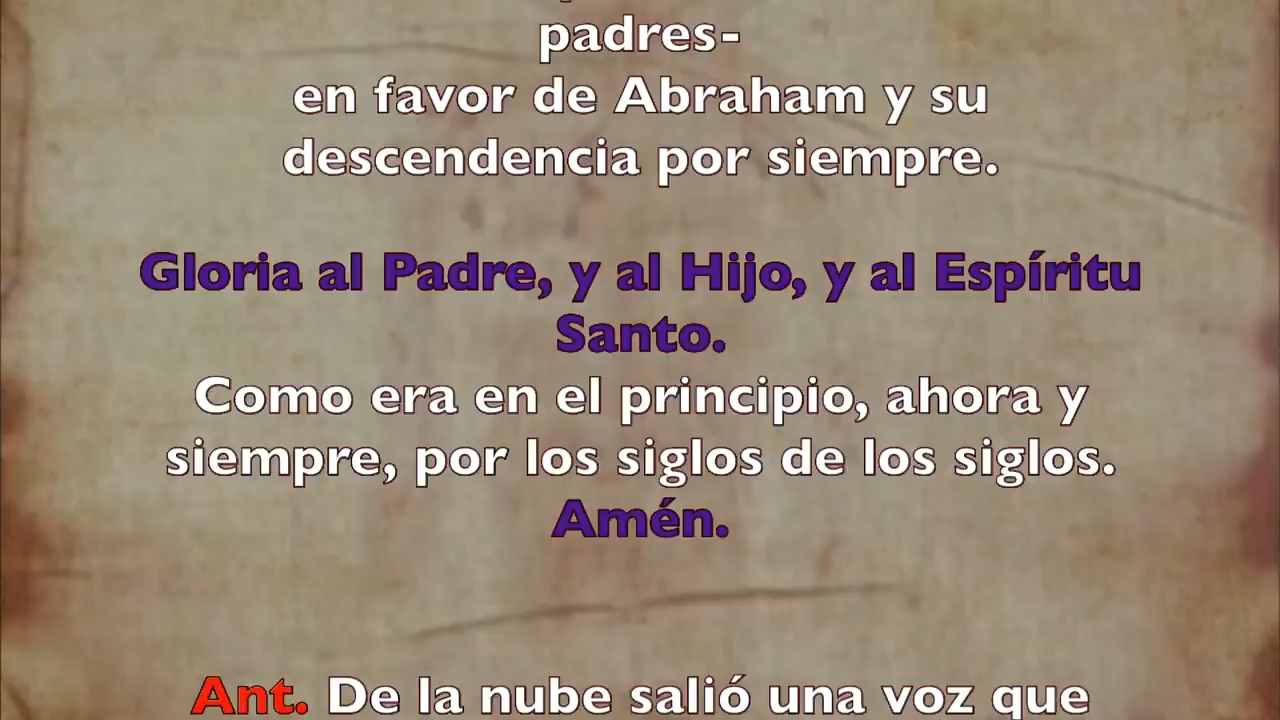 padres-
en favor de Abraham y su
descendencia por siempre.
Gloria al Padre, y al Hijo, y al Espíritu
Santo.
Como era en el principio, ahora y
siempre, por los siglos de los siglos.
Amén.
Ant. De la nube salió una voz que